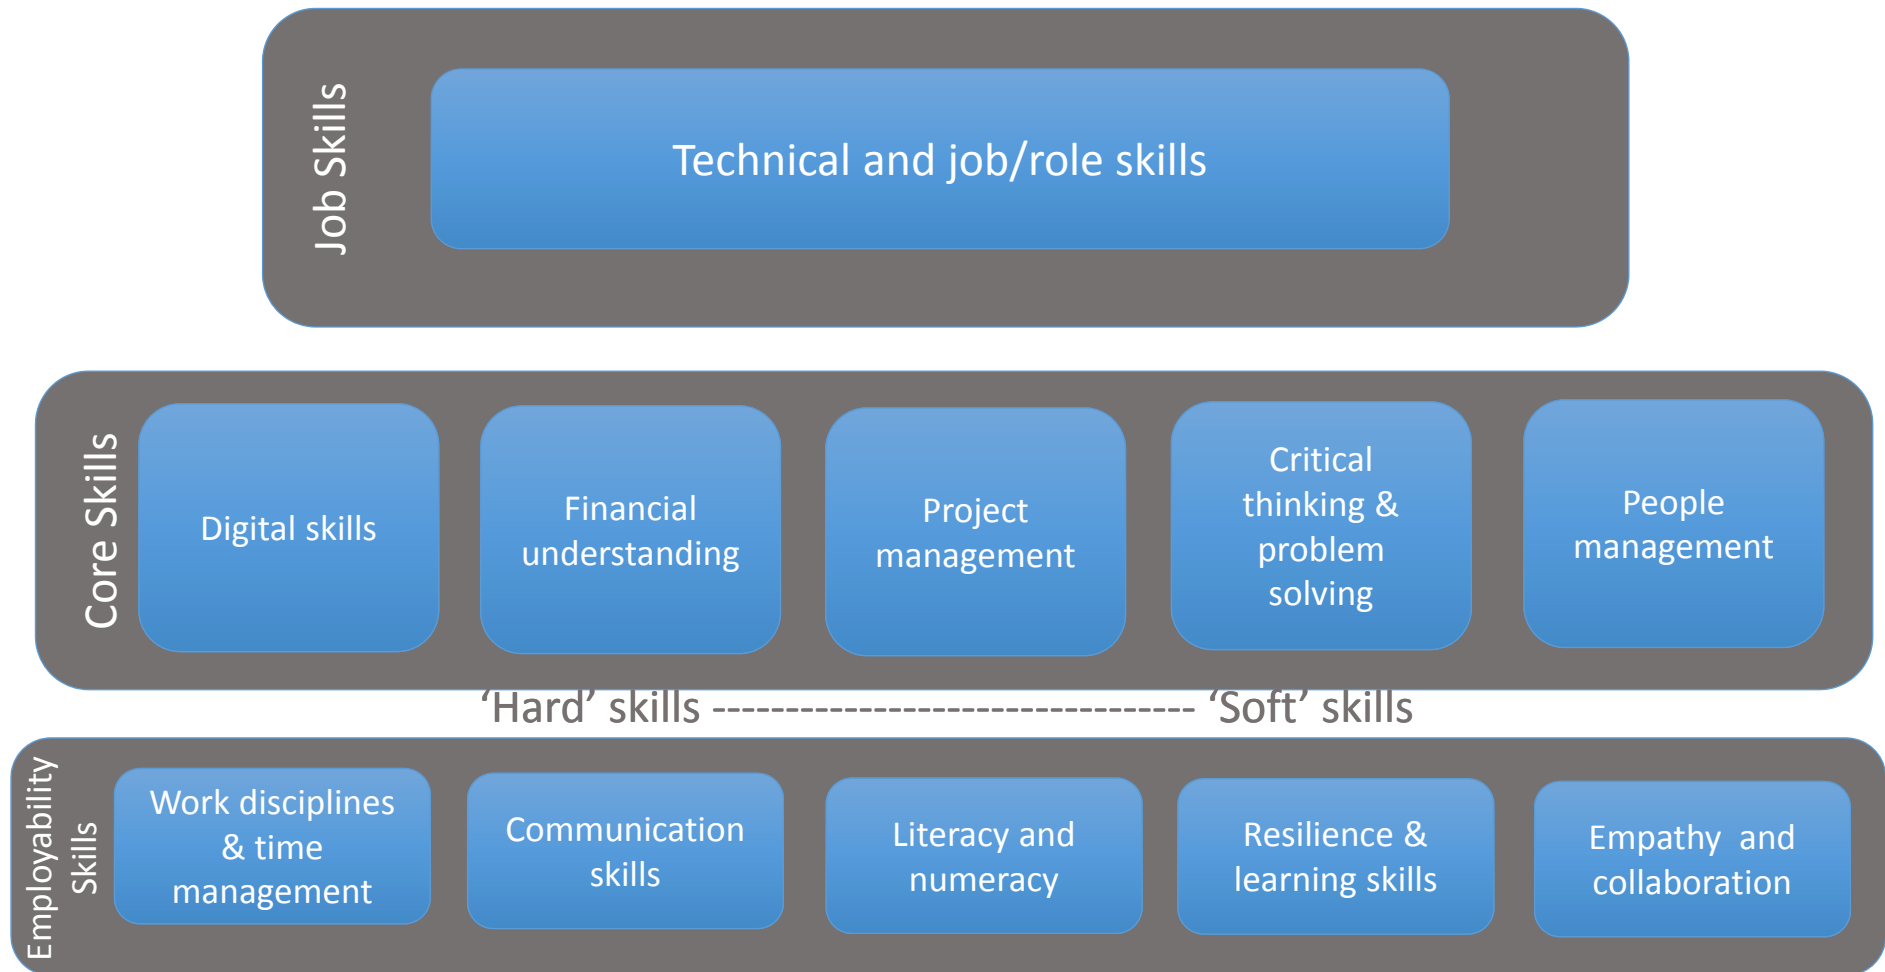 Job Skills
Technical and job/role skills
Core Skills
Digital skills
Financial
understanding
Project
management
Critical
thinking &
problem
solving
People
management
‘Hard’ skills --------------------------------- ‘Soft’ skills
Employability
Skills
Work disciplines
& time
management
Communication
skills
Literacy and
numeracy
Resilience &
learning skills
Empathy and
collaboration